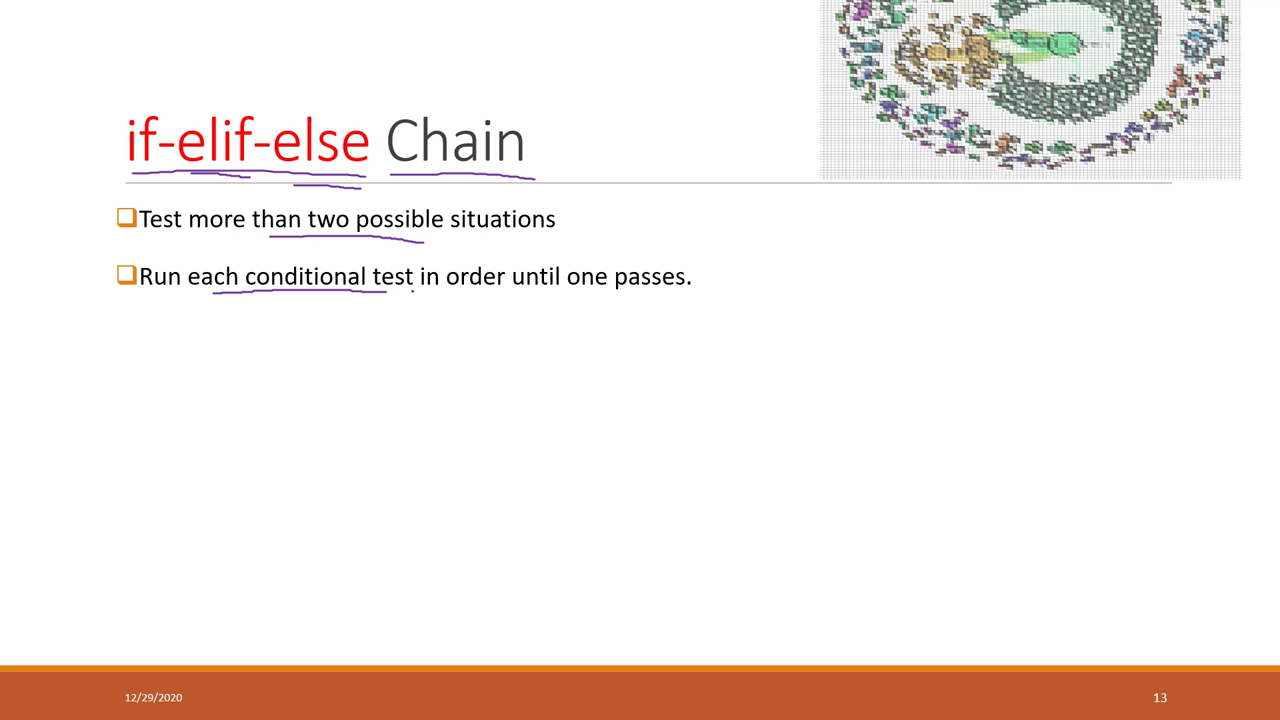 if-elif-else Chain
Test more than two possible situations
Run each conditional test in order until one passes.
12/29/2020
13